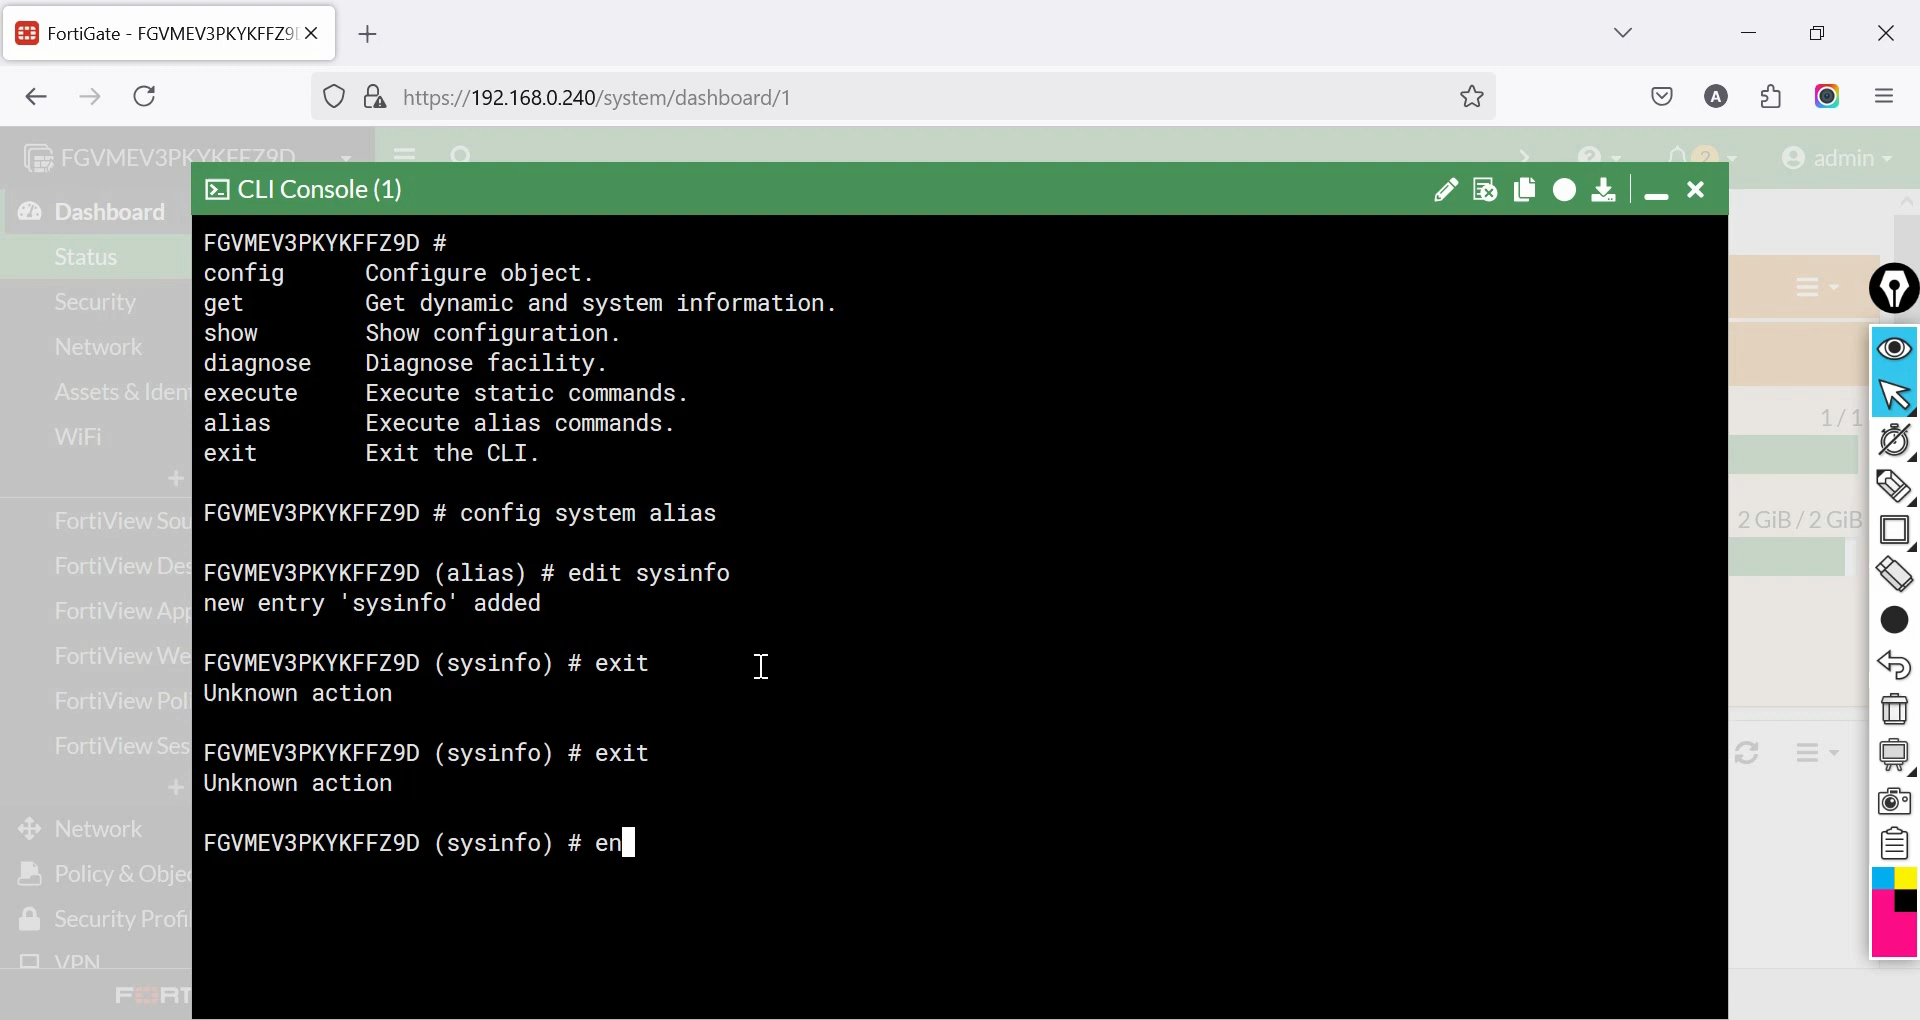 FortiGate - FGVMEV3PKYKFFZ9
https://192.168.0.240/system/dashboard/1
A
FGVMEV3PKYKFFZ9D
2
admin
CLI Console (1)
Dashboard
Status
Security
Network
Assets & Iden
WiFi
FortiView Sou
FortiView Des
FortiView App
FortiView We
FortiView Poli
FortiView Ses
Network
Policy & Objec
Security Profi
VPN
FORT
FGVMEV3PKYKFFZ9D #
config Configure object.
get Get dynamic and system information.
show Show configuration.
diagnose Diagnose facility.
execute Execute static commands.
alias Execute alias commands.
exit Exit the CLI.
FGVMEV3PKYKFFZ9D # config system alias
FGVMEV3PKYKFFZ9D (alias) # edit sysinfo
new entry 'sysinfo' added
FGVMEV3PKYKFFZ9D (sysinfo) # exit
Unknown action
FGVMEV3PKYKFFZ9D (sysinfo) # exit
Unknown action
FGVMEV3PKYKFFZ9D (sysinfo) # en
1 / 1
2 GiB / 2 GiB